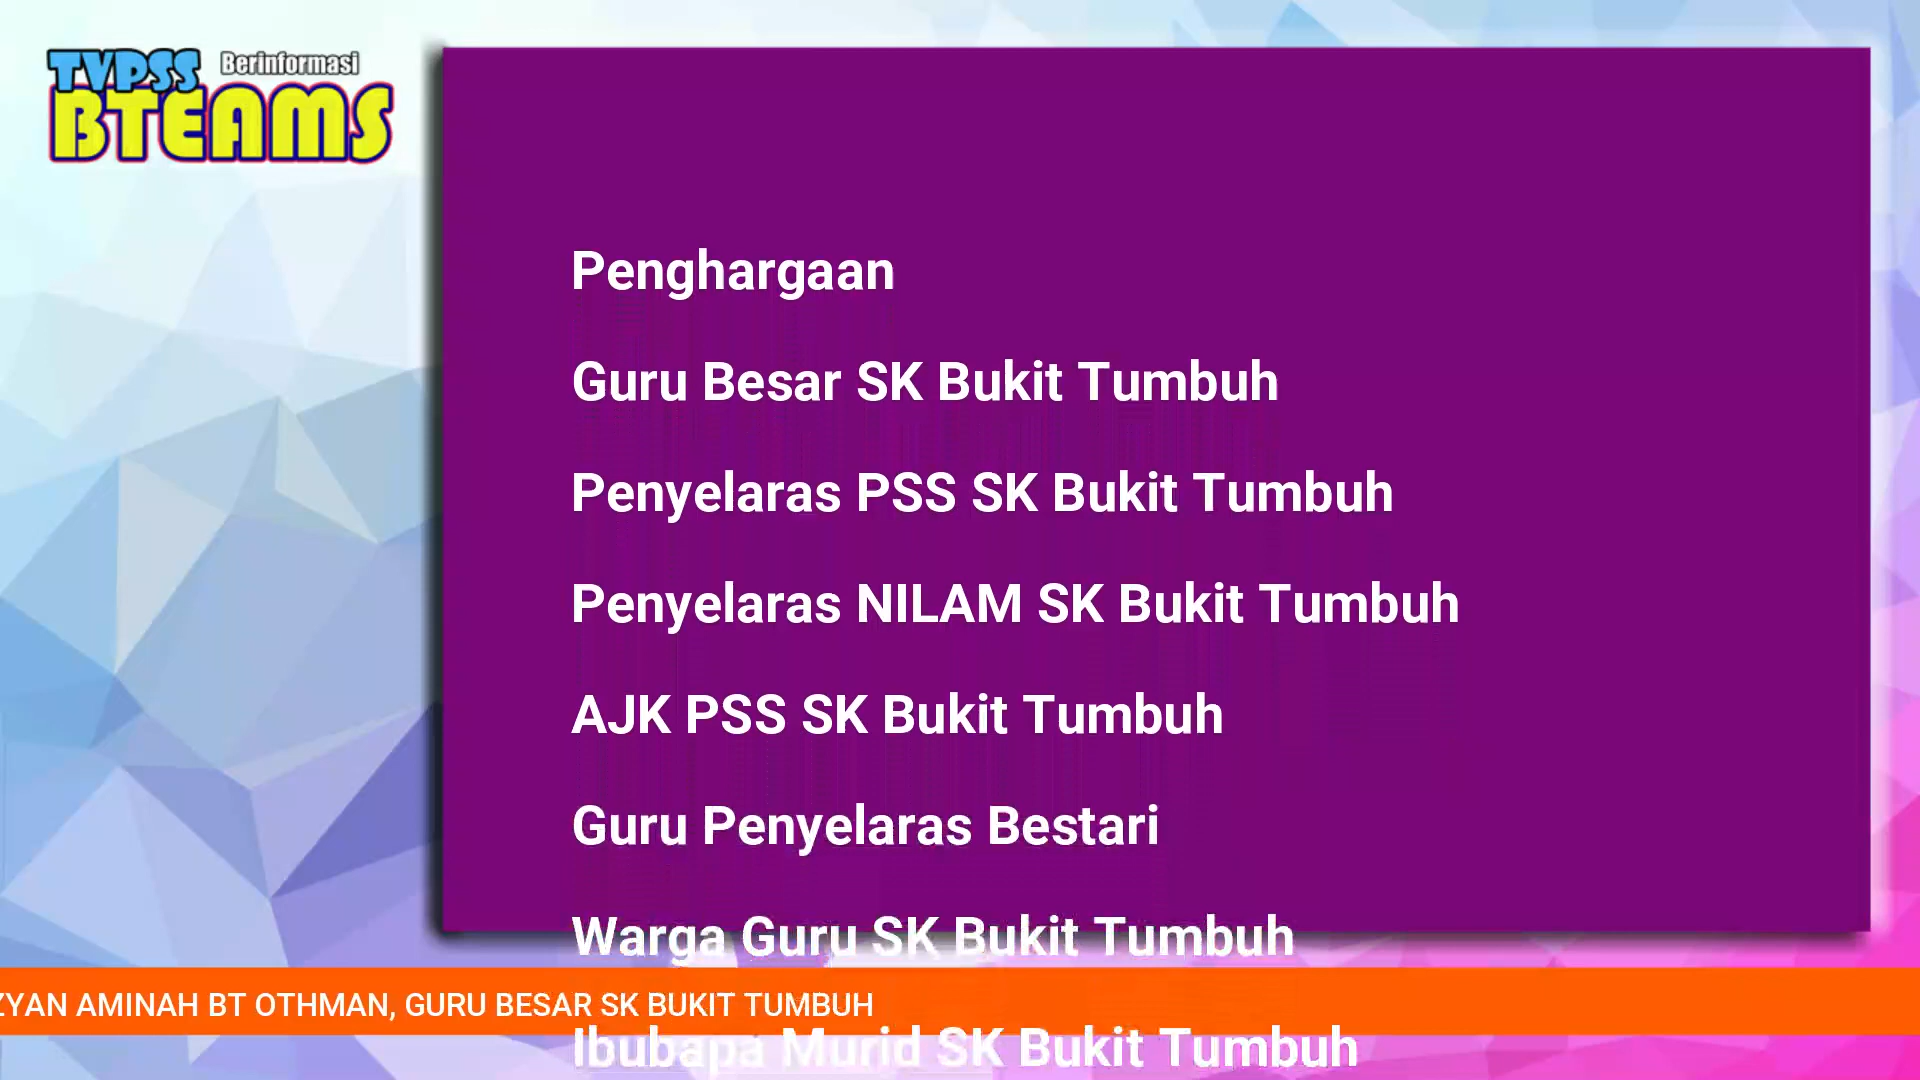 TVPSS Berinformasi
BTEAMS
Penghargaan
Guru Besar SK Bukit Tumbuh
Penyelaras PSS SK Bukit Tumbuh
Penyelaras NILAM SK Bukit Tumbuh
AJK PSS SK Bukit Tumbuh
Guru Penyelaras Bestari
Warga Guru SK Bukit Tumbuh
AMINAH BT OTHMAN, GURU BESAR SK BUKIT TUMBUH
Ibubapa Murid SK Bukit Tumbuh